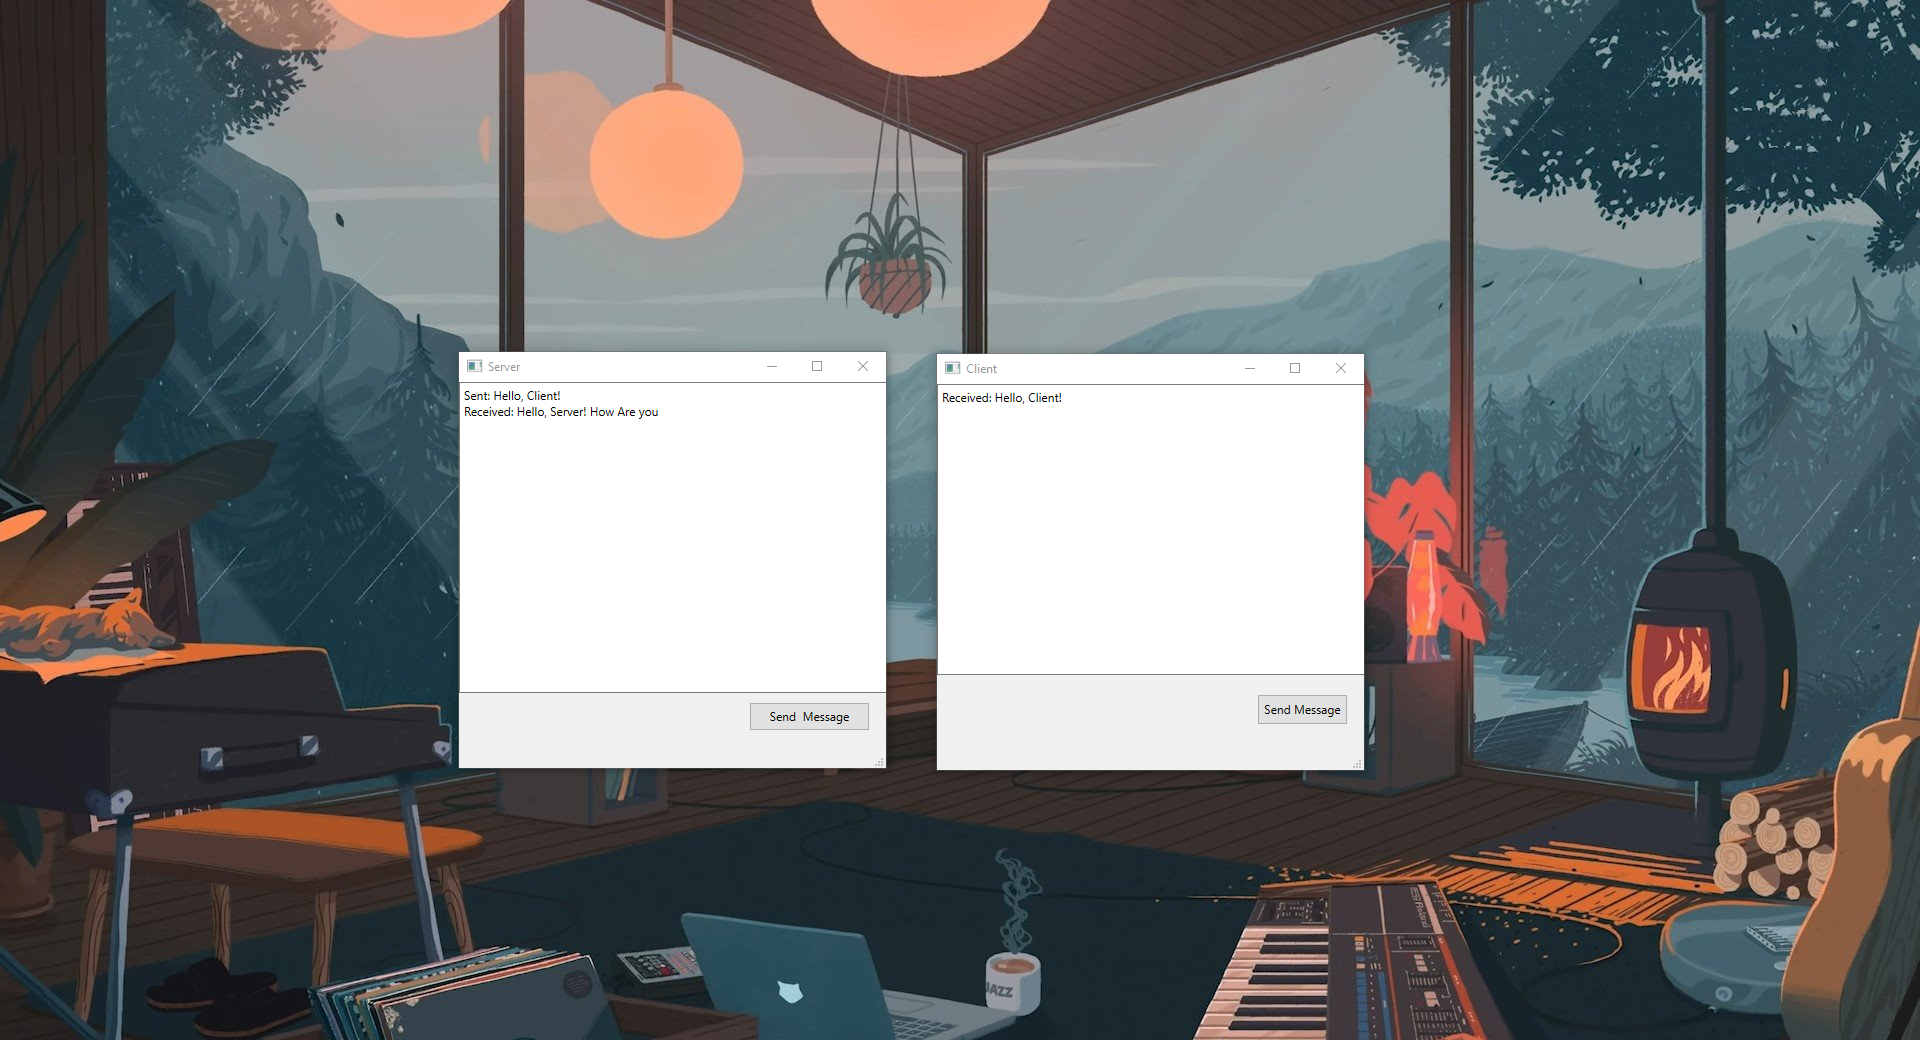 Server
Sent: Hello, Client!
Received: Hello, Server! How Are you
Send  Message
Client
Received: Hello, Client!
Send Message
JAZZ
Roland